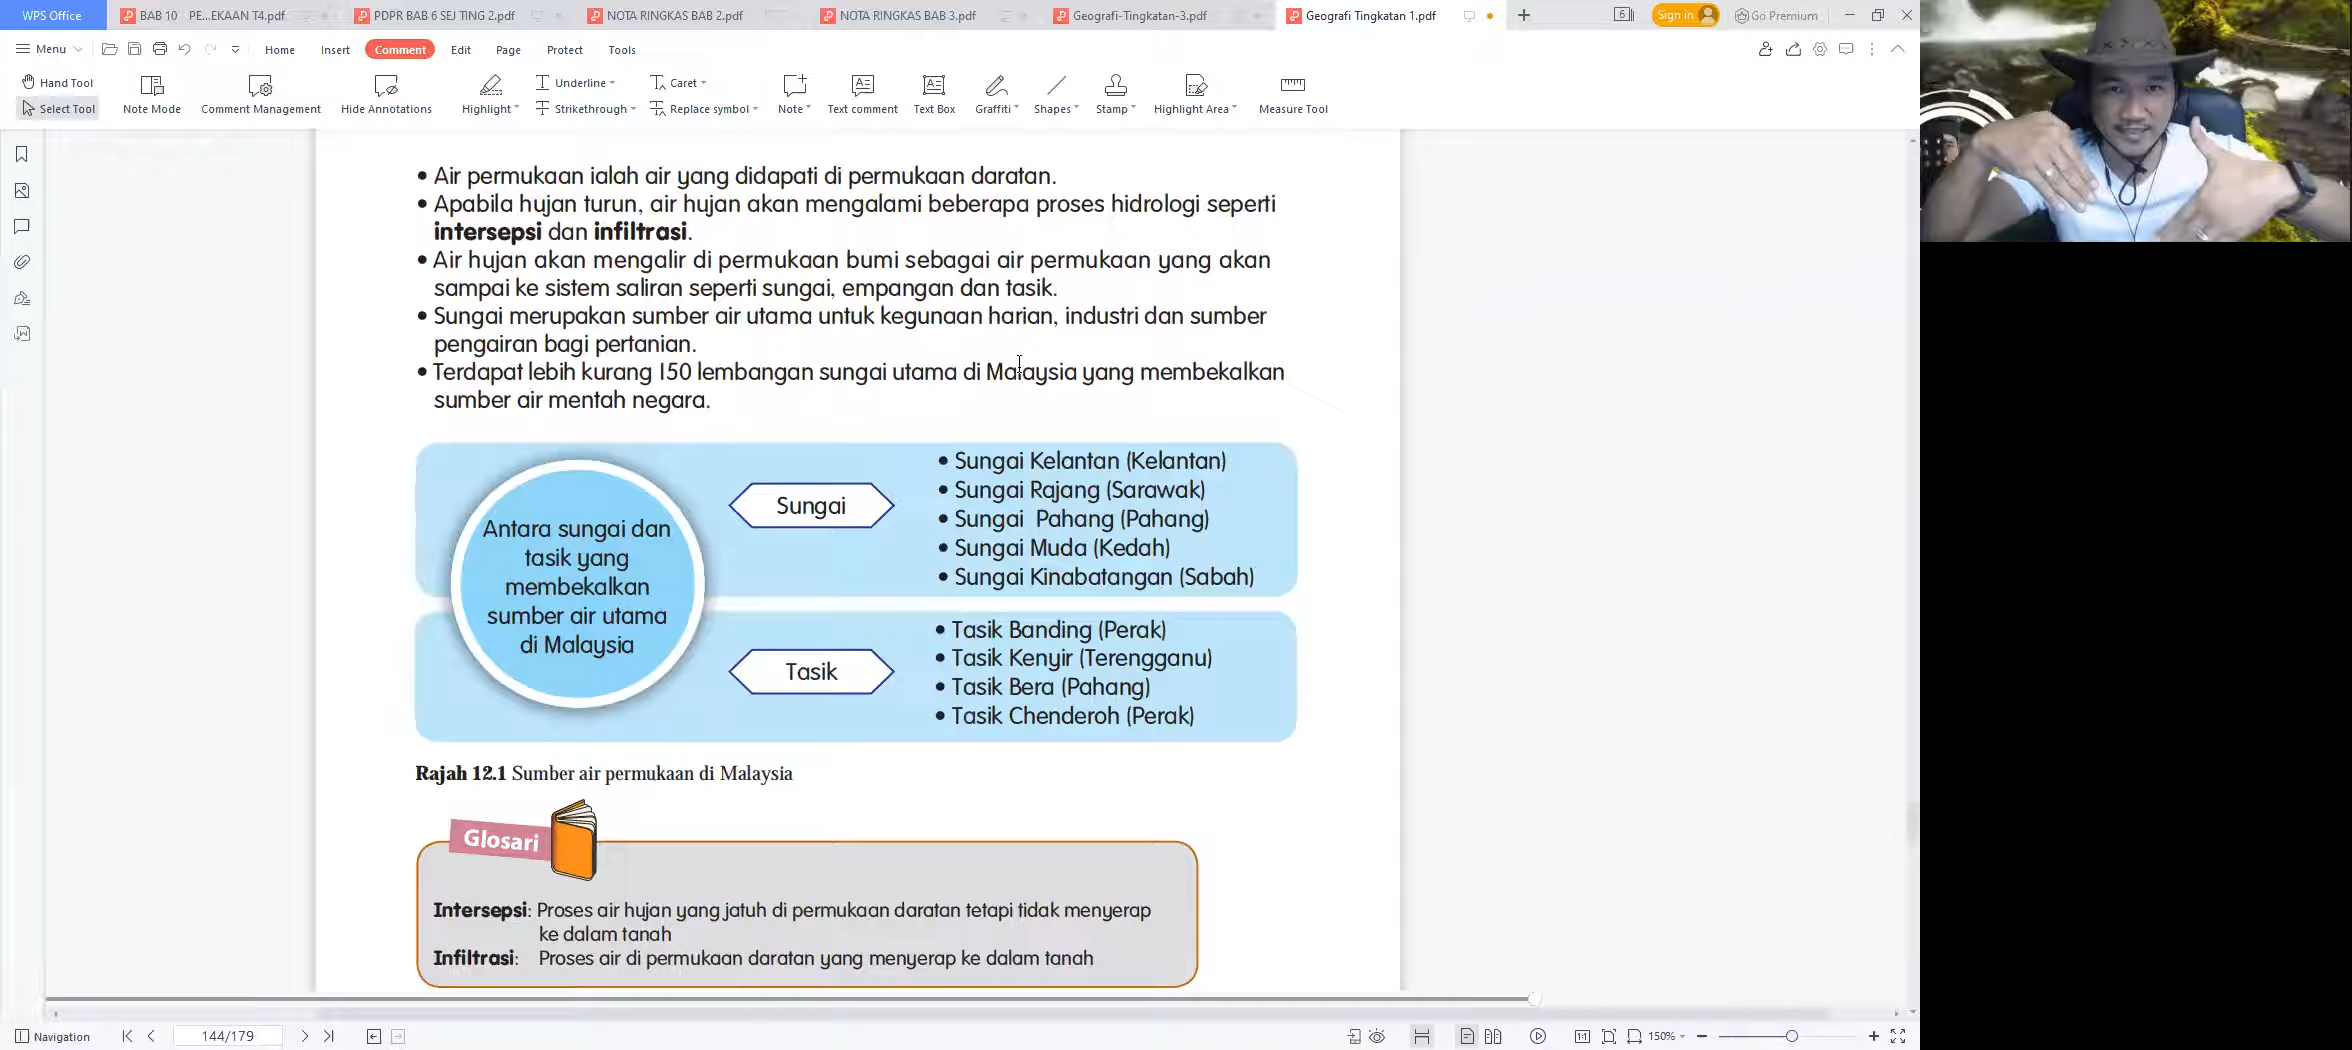 WPS Office
BAB 10 PE...EKAAN T4.pdf
PDPR BAB 6 SEJ TING 2.pdf
NOTA RINGKAS BAB 2.pdf
NOTA RINGKAS BAB 3.pdf
Geografi-Tingkatan-3.pdf
Geografi Tingkatan 1.pdf
6
Sign in
Go Premium
Menu
Home
Insert
Comment
Edit
Page
Protect
Tools
Hand Tool
Select Tool
Note Mode
Comment Management
Hide Annotations
Highlight
Underline
Strikethrough
Caret
Replace symbol
Note
Text comment
Text Box
Graffiti
Shapes
Stamp
Highlight Area
Measure Tool
• Air permukaan ialah air yang didapati di permukaan daratan.
• Apabila hujan turun, air hujan akan mengalami beberapa proses hidrologi seperti
intersepsi dan infiltrasi.
• Air hujan akan mengalir di permukaan bumi sebagai air permukaan yang akan
sampai ke sistem saliran seperti sungai, empangan dan tasik.
• Sungai merupakan sumber air utama untuk kegunaan harian, industri dan sumber
pengairan bagi pertanian.
• Terdapat lebih kurang 150 lembangan sungai utama di Malaysia yang membekalkan
sumber air mentah negara.
Antara sungai dan
tasik yang
membekalkan
sumber air utama
di Malaysia
Sungai
• Sungai Kelantan (Kelantan)
• Sungai Rajang (Sarawak)
• Sungai Pahang (Pahang)
• Sungai Muda (Kedah)
• Sungai Kinabatangan (Sabah)
Tasik
• Tasik Banding (Perak)
• Tasik Kenyir (Terengganu)
• Tasik Bera (Pahang)
• Tasik Chenderoh (Perak)
Rajah 12.1 Sumber air permukaan di Malaysia
Glosari
Intersepsi: Proses air hujan yang jatuh di permukaan daratan tetapi tidak menyerap
ke dalam tanah
Infiltrasi: Proses air di permukaan daratan yang menyerap ke dalam tanah
Navigation
144/179
1:1
150%